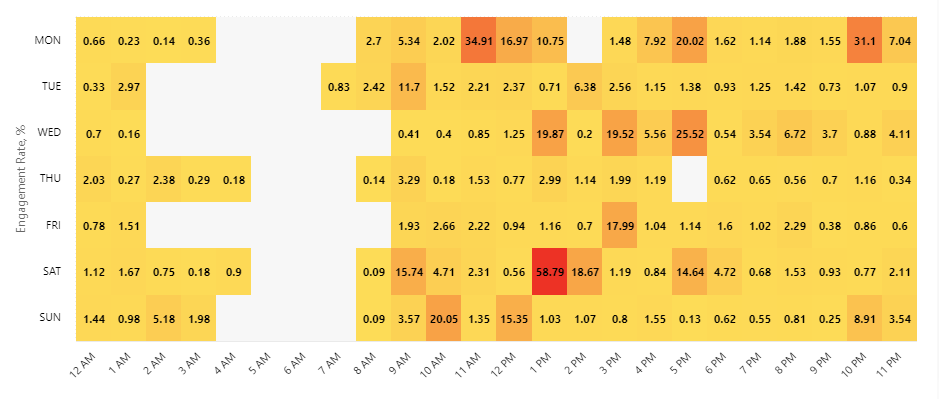 Engagement Rate, %
MON 0.66 0.23 0.14 0.36 2.7 5.34 2.02 34.91 16.97 10.75 1.48 7.92 20.02 1.62 1.14 1.88 1.55 31.1 7.04
TUE 0.33 2.97 0.83 2.42 11.7 1.52 2.21 2.37 0.71 6.38 2.56 1.15 1.38 0.93 1.25 1.42 0.73 1.07 0.9
WED 0.7 0.16 0.41 0.4 0.85 1.25 19.87 0.2 19.52 5.56 25.52 0.54 3.54 6.72 3.7 0.88 4.11
THU 2.03 0.27 2.38 0.29 0.18 0.14 3.29 0.18 1.53 0.77 2.99 1.14 1.99 1.19 0.62 0.65 0.56 0.7 1.16 0.34
FRI 0.78 1.51 1.93 2.66 2.22 0.94 1.16 0.7 17.99 1.04 1.14 1.6 1.02 2.29 0.38 0.86 0.6
SAT 1.12 1.67 0.75 0.18 0.9 0.09 15.74 4.71 2.31 0.56 58.79 18.67 1.19 0.84 14.64 4.72 0.68 1.53 0.93 0.77 2.11
SUN 1.44 0.98 5.18 1.98 0.09 3.57 20.05 1.35 15.35 1.03 1.07 0.8 1.55 0.13 0.62 0.55 0.81 0.25 8.91 3.54
12 AM 1 AM 2 AM 3 AM 4 AM 5 AM 6 AM 7 AM 8 AM 9 AM 10 AM 11 AM 12 PM 1 PM 2 PM 3 PM 4 PM 5 PM 6 PM 7 PM 8 PM 9 PM 10 PM 11 PM